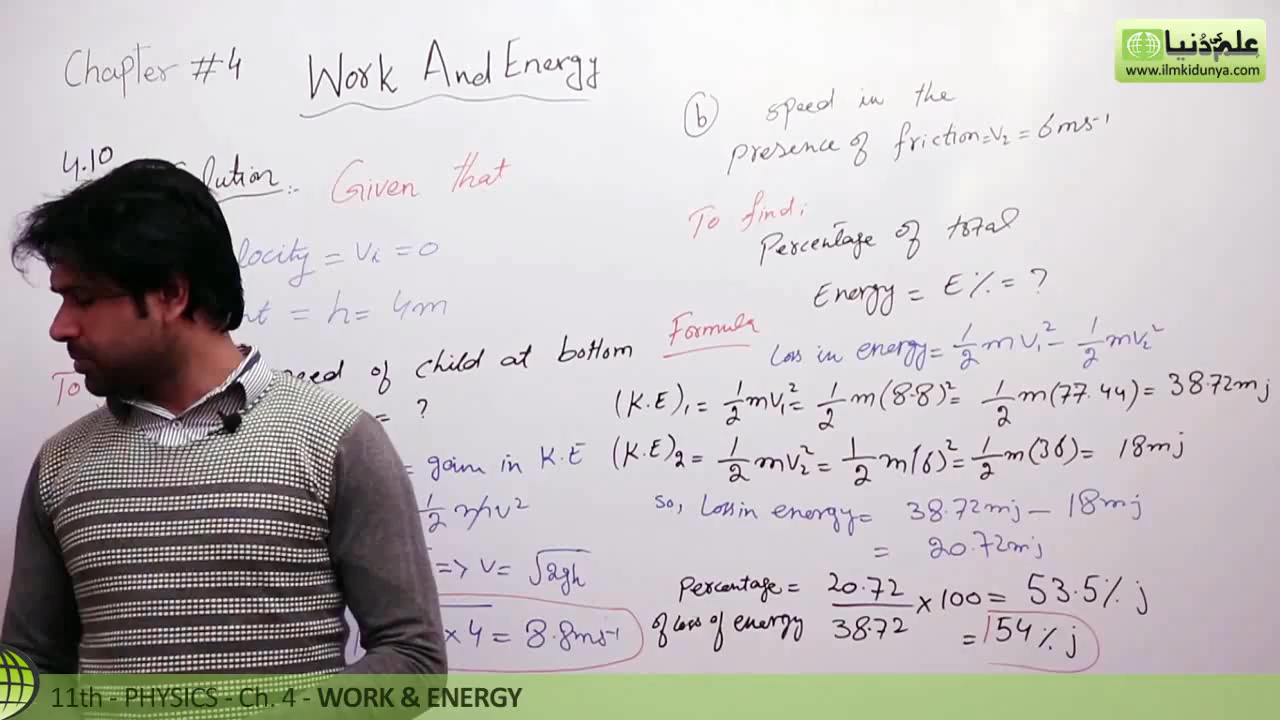 Chapter #4 Work And Energy
4.10 lution :. Given that
locity = Vi = 0
ht = h = 4m
eed of child at bottom
= ?
= gain in K.E
1/2 mv²
=> v = √2gh
× 4 = 8.8ms⁻¹
(b) speed in the
presence of friction = V₂ = 6ms⁻¹
To find;
Percentage of total
Energy = E % = ?
Formula Loss in energy = 1/2 m V₁² - 1/2 mV₂²
(K.E)₁ = 1/2 mV₁² = 1/2 m(8.8)² = 1/2 m(77.44) = 38.72mj
(K.E)₂ = 1/2 mV₂² = 1/2 m(6)² = 1/2 m(36) = 18mj
so, Loss in energy = 38.72mj - 18mj
= 20.72mj
Percentage of loss of energy = 20.72/38.72 × 100 = 53.5% j
= 54% j
علم کی دُنیا
www.ilmkidunya.com
11th - PHYSICS - Ch. 4 - WORK & ENERGY